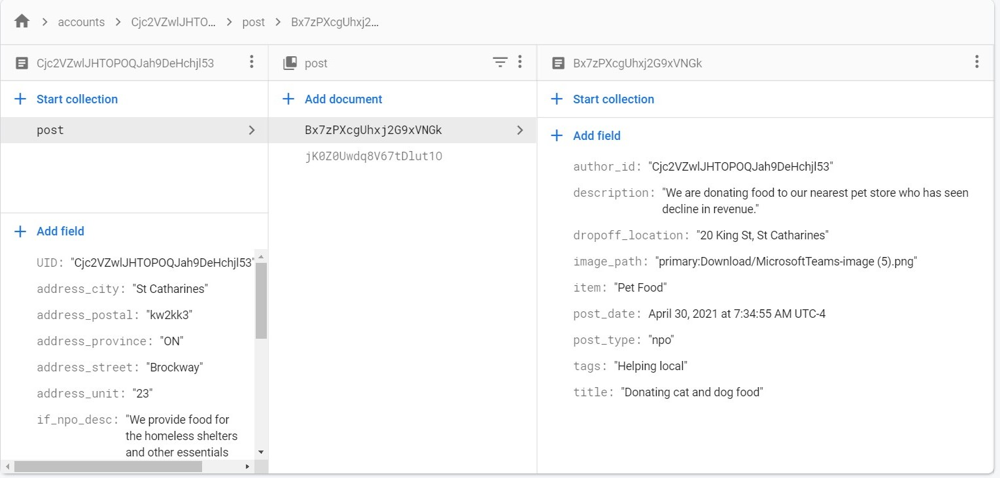 accounts > Cjc2VZwlJHTO... > post > Bx7zPXcgUhxj2...
Cjc2VZwlJHTOPOQJah9DeHchjl53
Start collection
post
Add field
UID: "Cjc2VZwlJHTOPOQJah9DeHchjl53"
address_city: "St Catharines"
address_postal: "kw2kk3"
address_province: "ON"
address_street: "Brockway"
address_unit: "23"
if_npo_desc: "We provide food for
the homeless shelters
and other essentials
post
Add document
Bx7zPXcgUhxj2G9xVNGk
jK0Z0Uwdq8V67tDlut1O
Bx7zPXcgUhxj2G9xVNGk
Start collection
Add field
author_id: "Cjc2VZwlJHTOPOQJah9DeHchjl53"
description: "We are donating food to our nearest pet store who has seen
decline in revenue."
dropoff_location: "20 King St, St Catharines"
image_path: "primary:Download/MicrosoftTeams-image (5).png"
item: "Pet Food"
post_date: April 30, 2021 at 7:34:55 AM UTC-4
post_type: "npo"
tags: "Helping local"
title: "Donating cat and dog food"